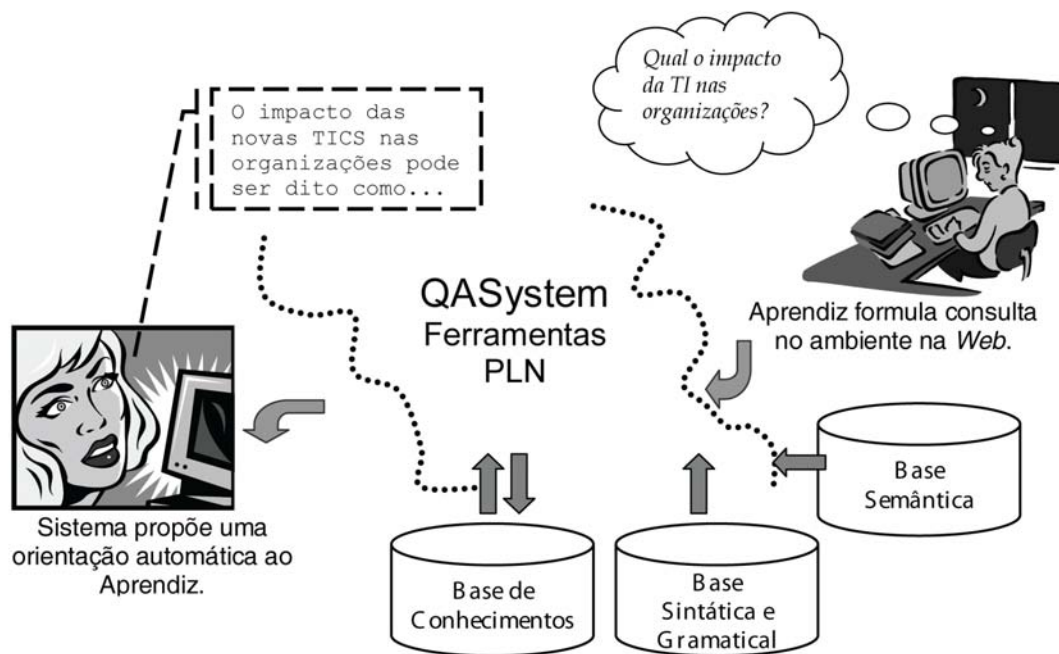 Qual o impacto
da TI nas
organizações?
O impacto das
novas TICS nas
organizações pode
ser dito como...
QASystem
Ferramentas
PLN
Aprendiz formula consulta
no ambiente na Web.
Sistema propõe uma
orientação automática ao
Aprendiz.
Base
Semântica
Base de
Conhecimentos
Base
Sintática e
Gramatical